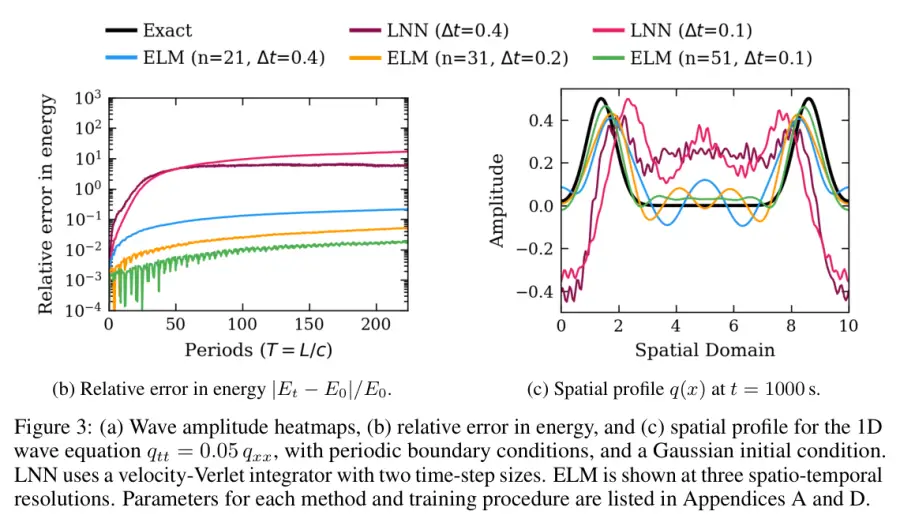 Exact LNN (Δt=0.4) LNN (Δt=0.1)
ELM (n=21, Δt=0.4) ELM (n=31, Δt=0.2) ELM (n=51, Δt=0.1)
Relative error in energy
10³
10²
10¹
10⁰
10⁻¹
10⁻²
10⁻³
10⁻⁴
0 50 100 150 200
Periods (T = L/c)
Amplitude
0.4
0.2
0.0
−0.2
−0.4
0 2 4 6 8 10
Spatial Domain
(b) Relative error in energy |Eₜ − E₀|/E₀.
(c) Spatial profile q(x) at t = 1000 s.
Figure 3: (a) Wave amplitude heatmaps, (b) relative error in energy, and (c) spatial profile for the 1D
wave equation qₜₜ = 0.05 qₓₓ, with periodic boundary conditions, and a Gaussian initial condition.
LNN uses a velocity-Verlet integrator with two time-step sizes. ELM is shown at three spatio-temporal
resolutions. Parameters for each method and training procedure are listed in Appendices A and D.